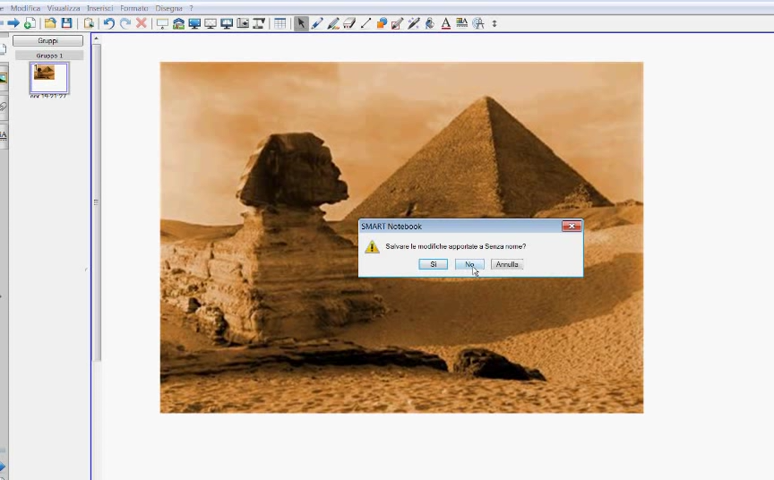 Modifica Visualizza Inserisci Formato Disegna ?
Gruppi
Gruppo 1
SMART Notebook
Salvare le modifiche apportate a Senza nome?
Sì No Annulla